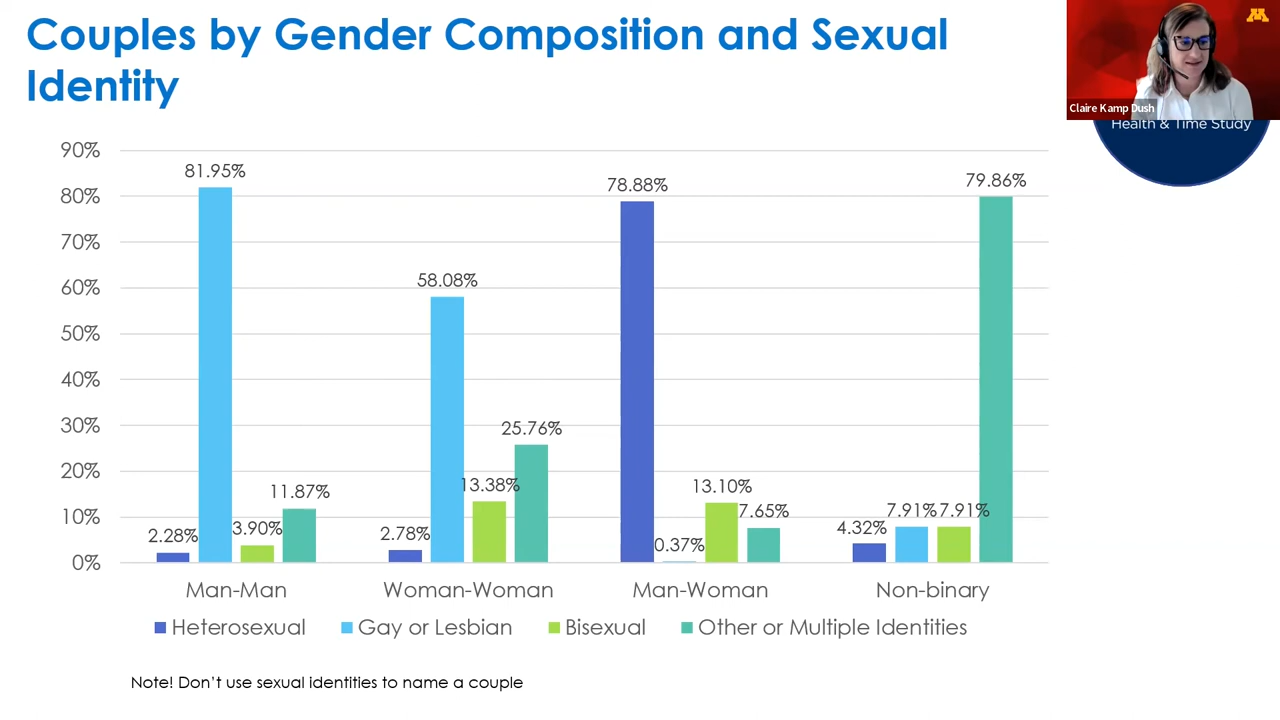 Couples by Gender Composition and Sexual
Identity
Claire Kamp Dush
Health & Time Study
90%
80%
70%
60%
50%
40%
30%
20%
10%
0%
81.95%
2.28%
3.90%
11.87%
58.08%
2.78%
13.38%
25.76%
78.88%
0.37%
13.10%
7.65%
4.32%
7.91%
7.91%
79.86%
Man-Man
Woman-Woman
Man-Woman
Non-binary
Heterosexual
Gay or Lesbian
Bisexual
Other or Multiple Identities
Note! Don't use sexual identities to name a couple